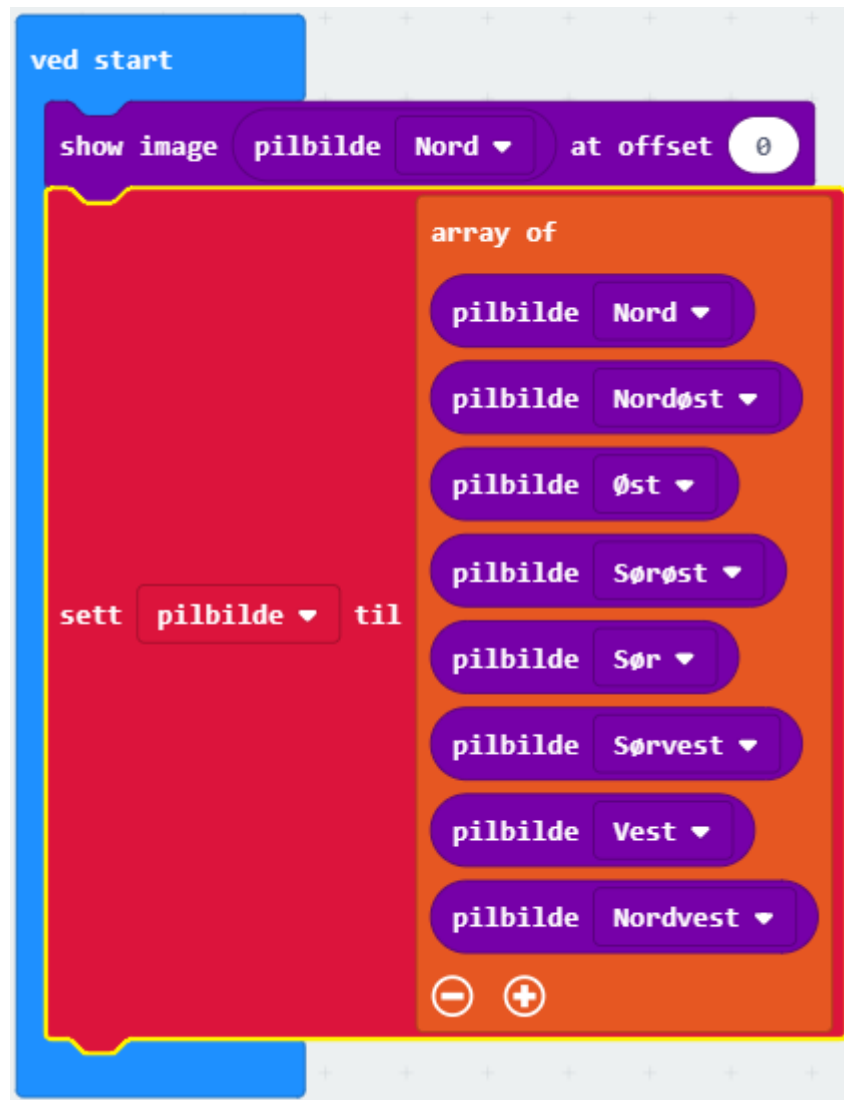 ved start
show image pilbilde Nord at offset 0
array of
pilbilde Nord
pilbilde Nordøst
pilbilde Øst
pilbilde Sørøst
sett pilbilde til
pilbilde Sør
pilbilde Sørvest
pilbilde Vest
pilbilde Nordvest